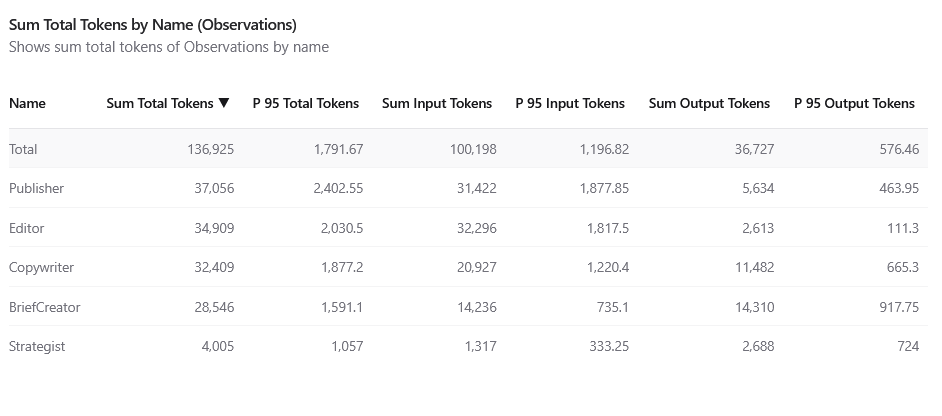 Sum Total Tokens by Name (Observations)
Shows sum total tokens of Observations by name
Name Sum Total Tokens ▼ P 95 Total Tokens Sum Input Tokens P 95 Input Tokens Sum Output Tokens P 95 Output Tokens
Total 136,925 1,791.67 100,198 1,196.82 36,727 576.46
Publisher 37,056 2,402.55 31,422 1,877.85 5,634 463.95
Editor 34,909 2,030.5 32,296 1,817.5 2,613 111.3
Copywriter 32,409 1,877.2 20,927 1,220.4 11,482 665.3
BriefCreator 28,546 1,591.1 14,236 735.1 14,310 917.75
Strategist 4,005 1,057 1,317 333.25 2,688 724